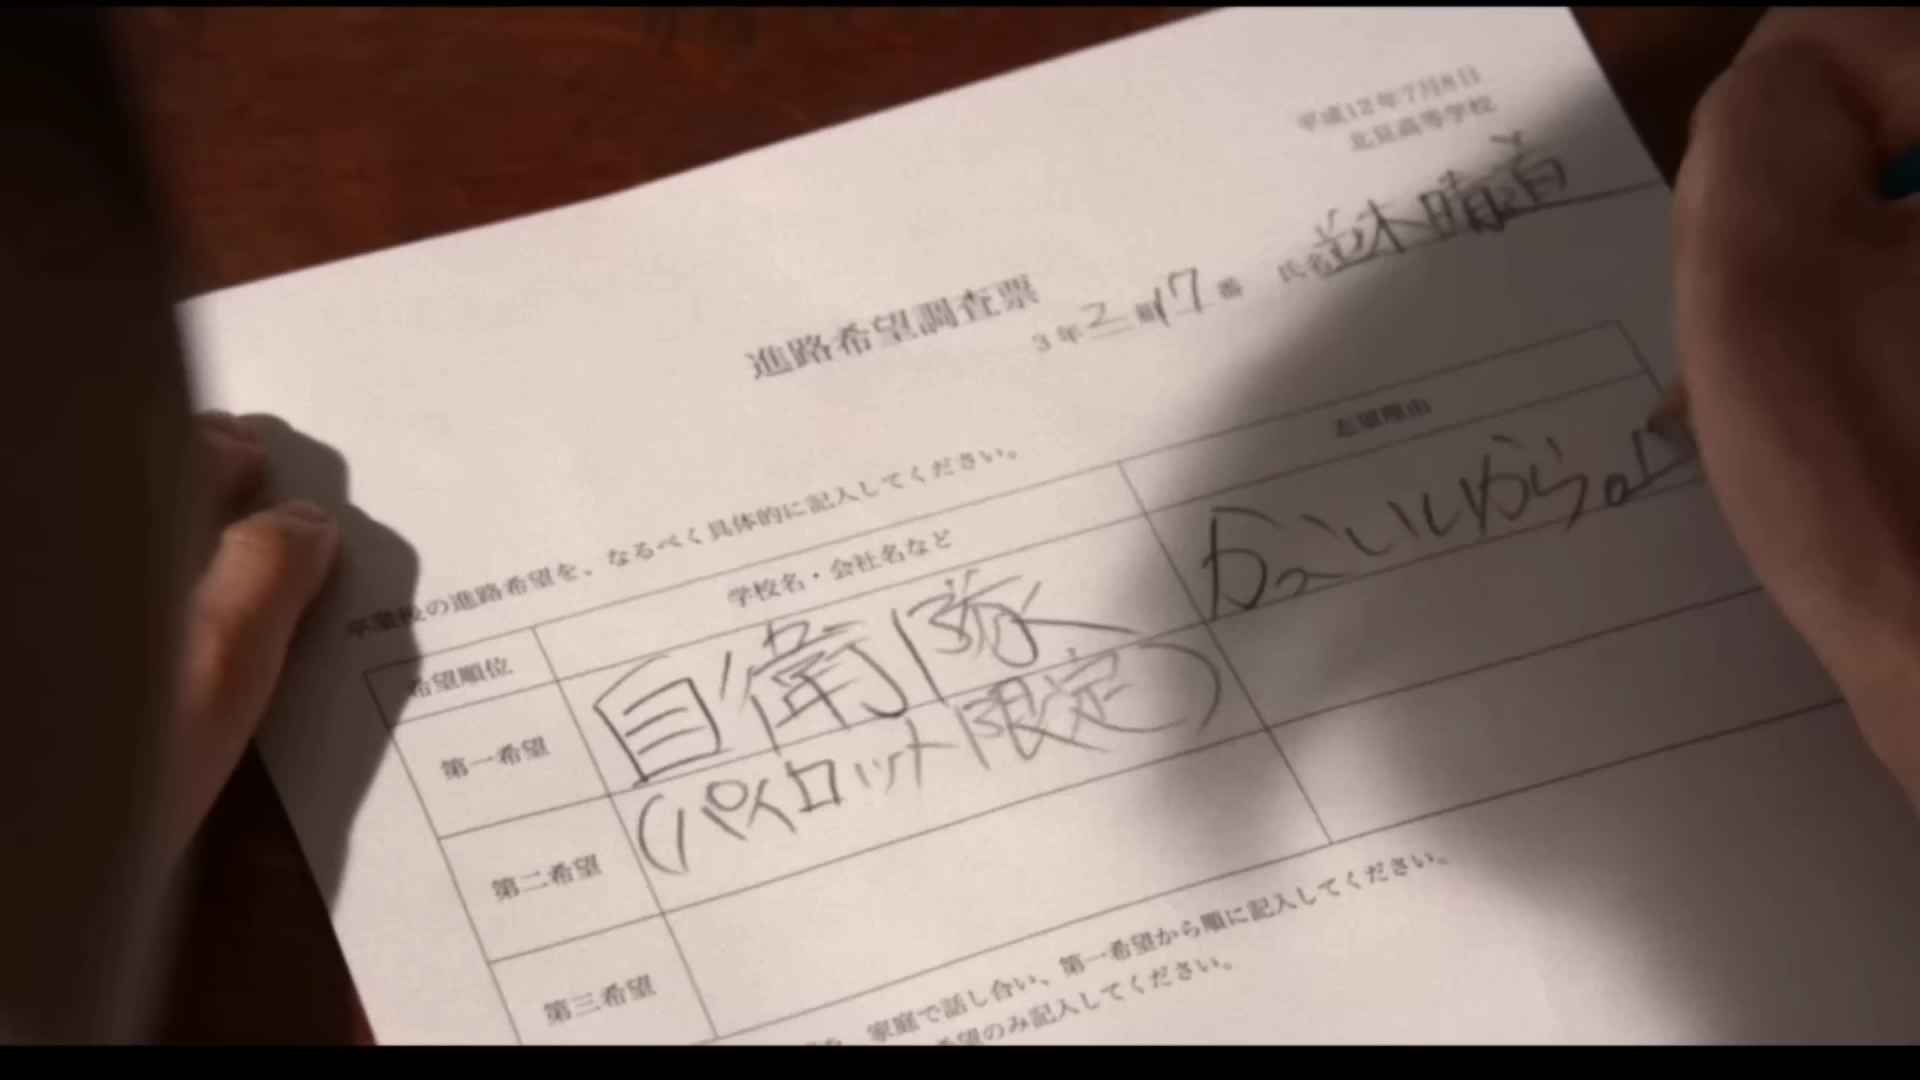 平成12年7月8日
北見高等学校
進路希望調査票
3年2組17番 氏名 並木晴道
卒業後の進路希望を、なるべく具体的に記入してください。
希望順位 学校名・会社名など 志望理由
第一希望 自衛隊 かっこいいから。
(パイロット限定)
第二希望
第三希望
家庭で話し合い、第一希望から順に記入してください。
希望のみ記入してください。